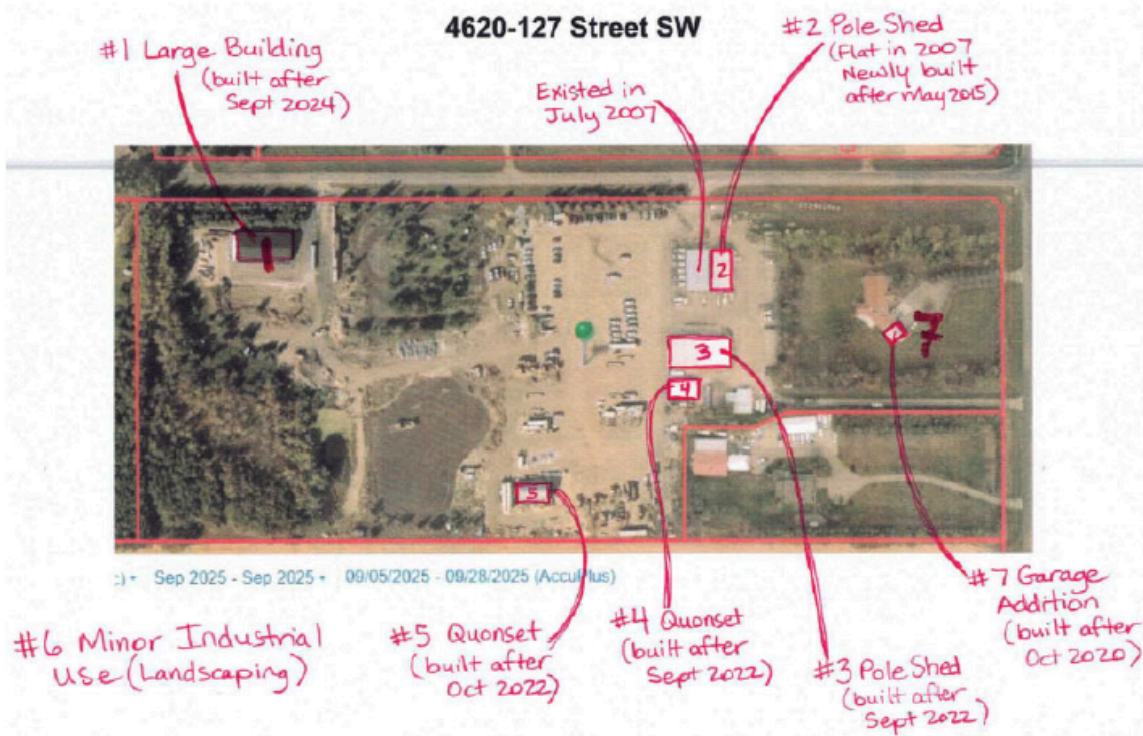 4620-127 Street SW
#1 Large Building
(built after
Sept 2024)
Existed in
July 2007
#2 Pole Shed
(Flat in 2007
Newly built
after May 2015)
1
2
3
4
5
7
Sep 2025 - Sep 2025
09/05/2025 - 09/28/2025 (AccuPlus)
#6 Minor Industrial
Use (Landscaping)
#5 Quonset
(built after
Oct 2022)
#4 Quonset
(built after
Sept 2022)
#3 Pole Shed
(built after
Sept 2022)
#7 Garage
Addition
(built after
Oct 2020)